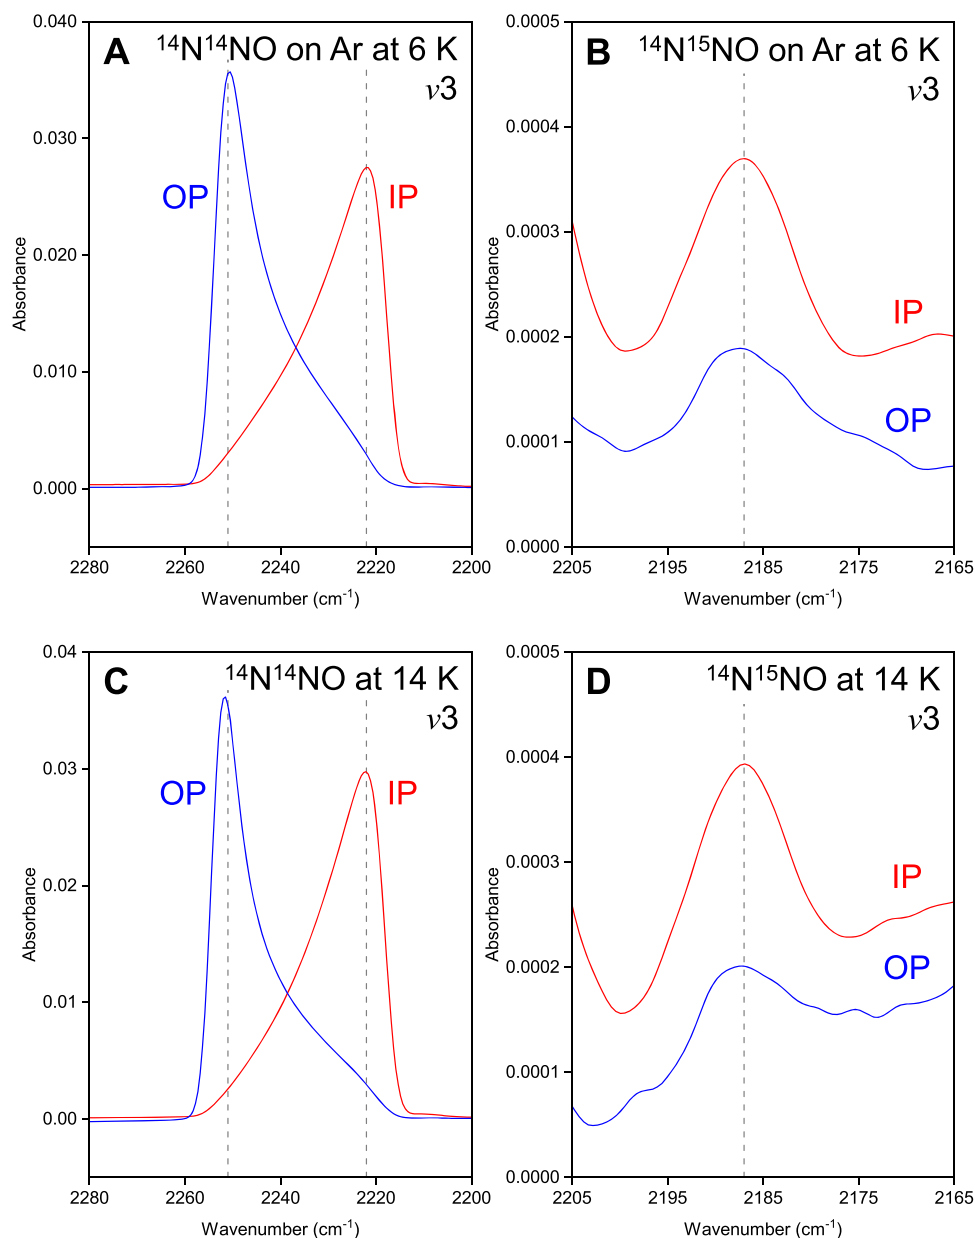 A
¹⁴N¹⁴NO on Ar at 6 K
ν3
OP
IP
Absorbance
0.040
0.030
0.020
0.010
0.000
2280 2260 2240 2220 2200
Wavenumber (cm⁻¹)
B
¹⁴N¹⁵NO on Ar at 6 K
ν3
IP
OP
Absorbance
0.0005
0.0004
0.0003
0.0002
0.0001
0.0000
2205 2195 2185 2175 2165
Wavenumber (cm⁻¹)
C
¹⁴N¹⁴NO at 14 K
ν3
OP
IP
Absorbance
0.04
0.03
0.02
0.01
0.00
2280 2260 2240 2220 2200
Wavenumber (cm⁻¹)
D
¹⁴N¹⁵NO at 14 K
ν3
IP
OP
Absorbance
0.0005
0.0004
0.0003
0.0002
0.0001
0.0000
2205 2195 2185 2175 2165
Wavenumber (cm⁻¹)